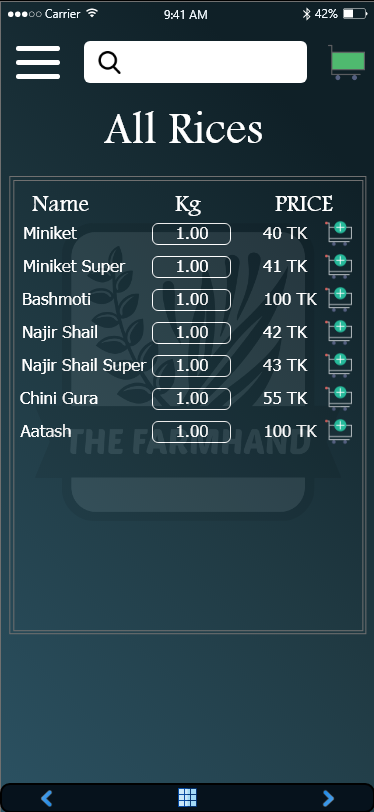 Carrier 9:41 AM 42%
All Rices
Name Kg PRICE
Miniket 1.00 40 TK
Miniket Super 1.00 41 TK
Bashmoti 1.00 100 TK
Najir Shail 1.00 42 TK
Najir Shail Super 1.00 43 TK
Chini Gura 1.00 55 TK
Aatash 1.00 100 TK
THE FARMHAND